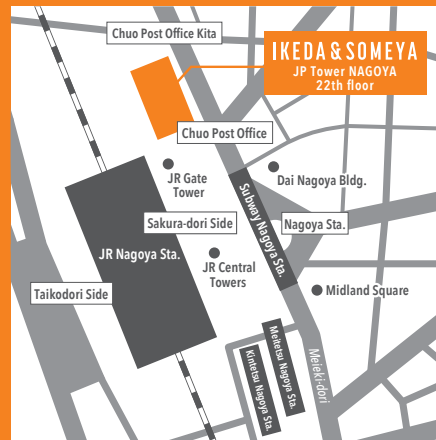 Chuo Post Office Kita
IKEDA & SOMEYA
JP Tower NAGOYA
22th floor
Chuo Post Office
JR Gate
Tower
Dai Nagoya Bldg.
Subway Nagoya Sta.
Sakura-dori Side
Nagoya Sta.
JR Nagoya Sta.
JR Central
Towers
Taikodori Side
Midland Square
Meitetsu Nagoya Sta.
Kintetsu Nagoya Sta.
Meieki-dori